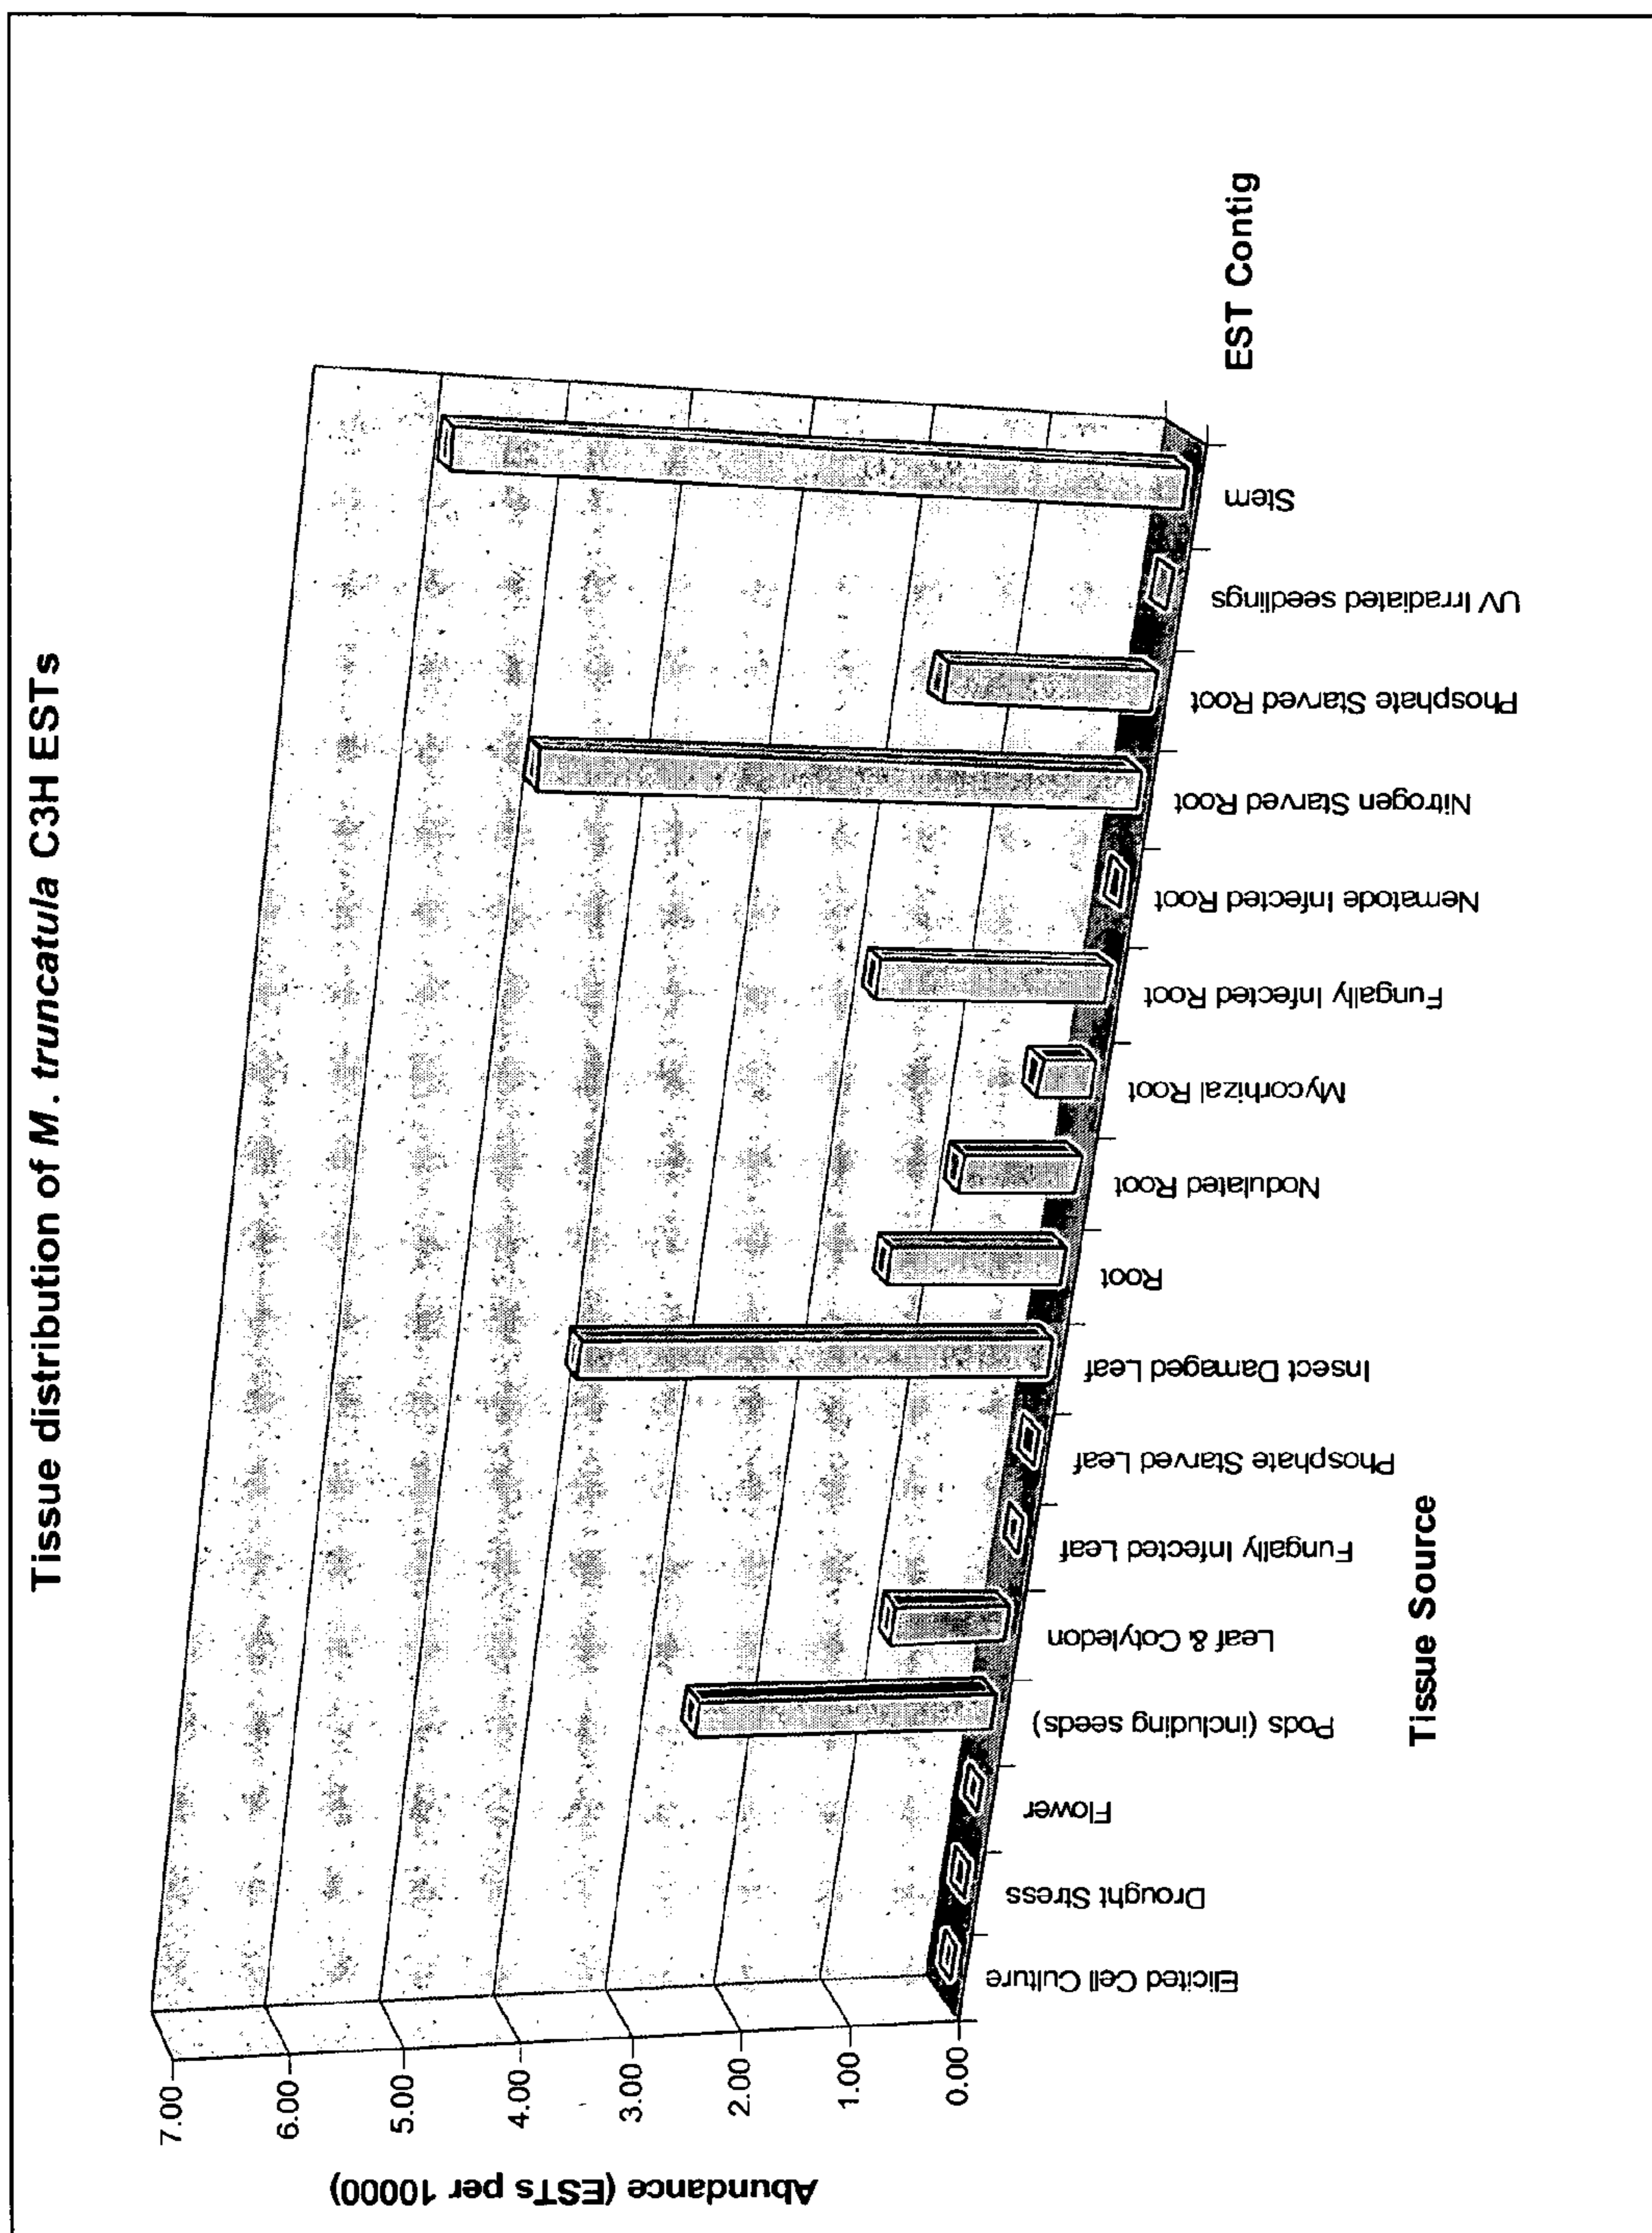 Tissue distribution of M. truncatula C3H ESTs
Abundance (ESTs per 10000)
7.00
6.00
5.00
4.00
3.00
2.00
1.00
0.00
Elicited Cell Culture
Drought Stress
Flower
Pods (including seeds)
Leaf & Cotyledon
Fungally Infected Leaf
Phosphate Starved Leaf
Insect Damaged Leaf
Root
Nodulated Root
Mycorhizal Root
Fungally Infected Root
Nematode Infected Root
Nitrogen Starved Root
Phosphate Starved Root
UV Irradiated seedlings
Stem
Tissue Source
EST Contig